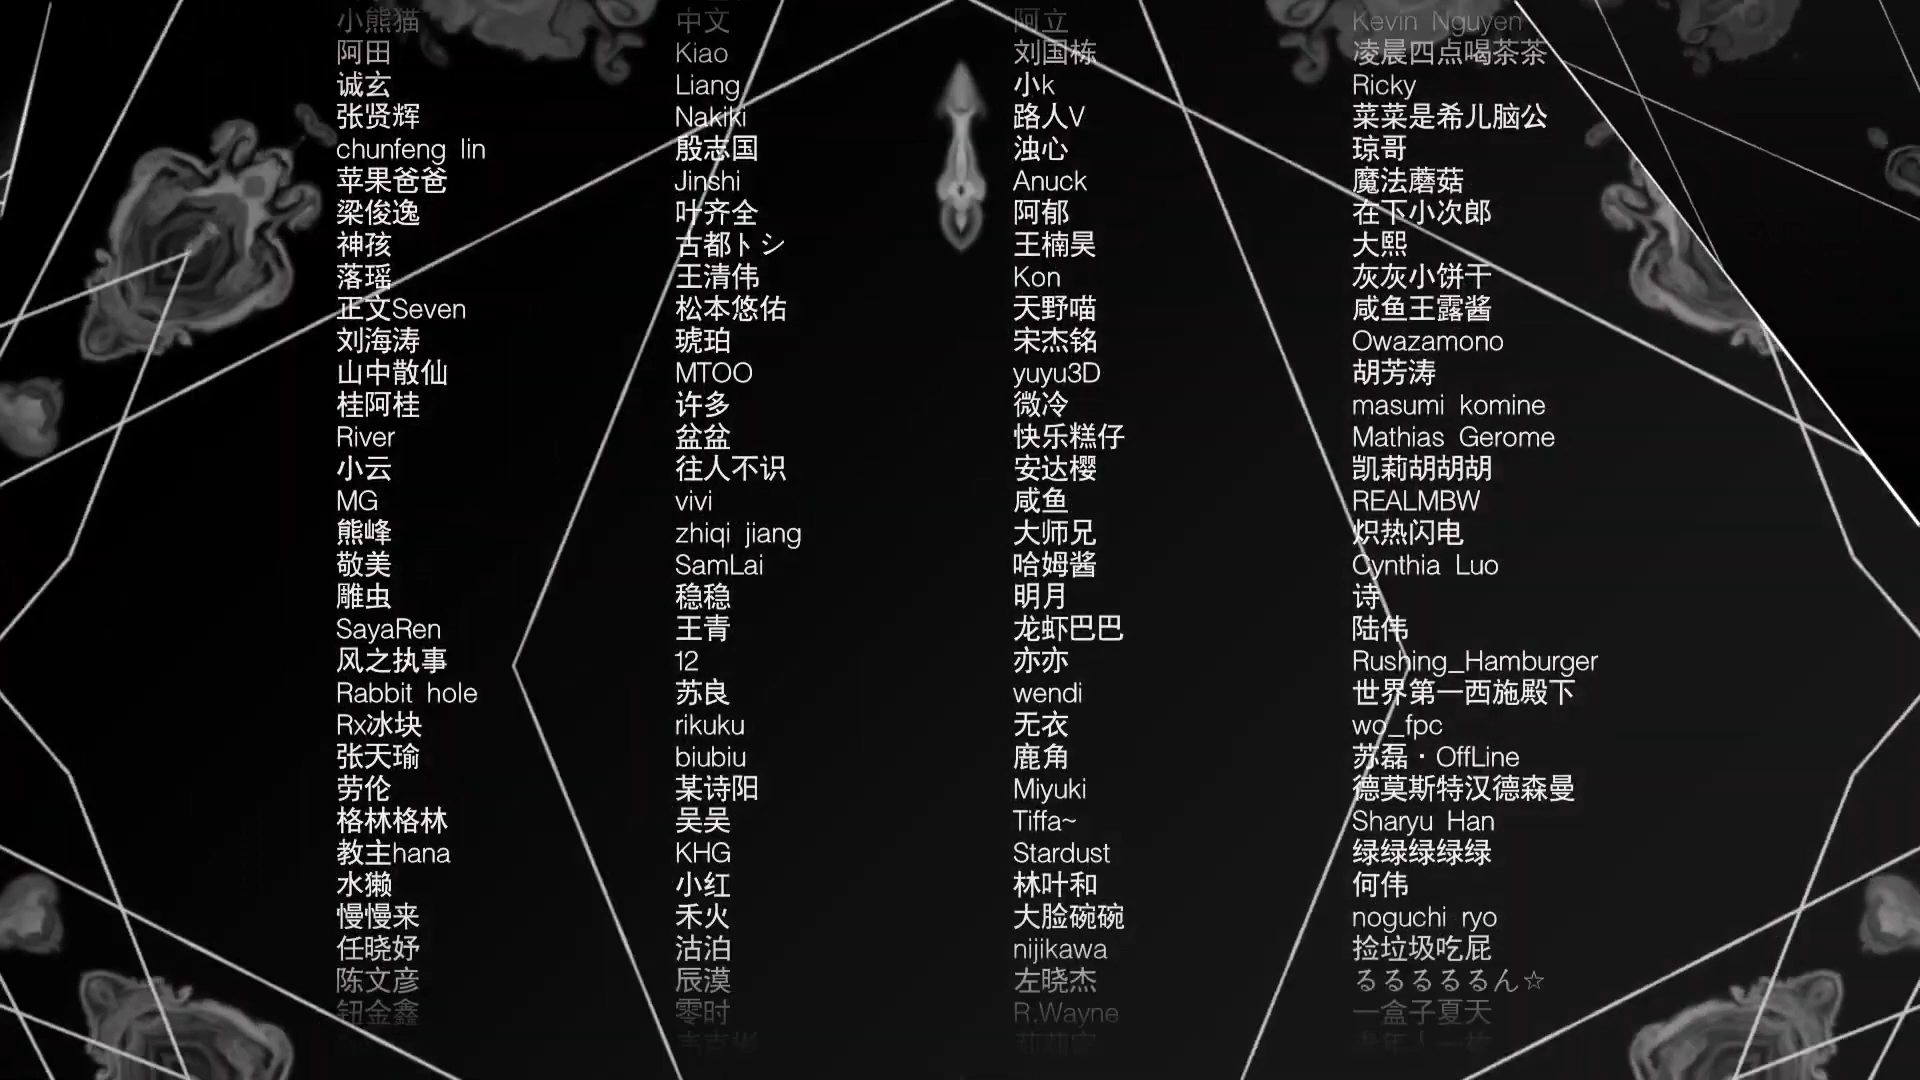 小熊猫
阿田
诚玄
张贤辉
chunfeng lin
苹果爸爸
梁俊逸
神孩
落瑶
正文Seven
刘海涛
山中散仙
桂阿桂
River
小云
MG
熊峰
敬美
雕虫
SayaRen
风之执事
Rabbit hole
Rx冰块
张天瑜
劳伦
格林格林
教主hana
水獭
慢慢来
任晓妤
陈文彦
钮金鑫
中文
Kiao
Liang
Nakiki
殷志国
Jinshi
叶齐全
古都トシ
王清伟
松本悠佑
琥珀
MTOO
许多
盆盆
往人不识
vivi
zhiqi jiang
SamLai
稳稳
王青
12
苏良
rikuku
biubiu
某诗阳
吴吴
KHG
小红
禾火
沽泊
辰漠
零时
阿立
刘国栋
小k
路人V
浊心
Anuck
阿郁
王楠昊
Kon
天野喵
宋杰铭
yuyu3D
微冷
快乐糕仔
安达樱
咸鱼
大师兄
哈姆酱
明月
龙虾巴巴
亦亦
wendi
无衣
鹿角
Miyuki
Tiffa~
Stardust
林叶和
大脸碗碗
nijikawa
左晓杰
R.Wayne
Kevin Nguyen
凌晨四点喝茶茶
Ricky
菜菜是希儿脑公
琼哥
魔法蘑菇
在下小次郎
大熙
灰灰小饼干
咸鱼王露酱
Owazamono
胡芳涛
masumi komine
Mathias Gerome
凯莉胡胡胡
REALMBW
炽热闪电
Cynthia Luo
诗
陆伟
Rushing_Hamburger
世界第一西施殿下
wo_fpc
苏磊·OffLine
德莫斯特汉德森曼
Sharyu Han
绿绿绿绿绿
何伟
noguchi ryo
捡垃圾吃屁
るるるるるん☆
一盒子夏天